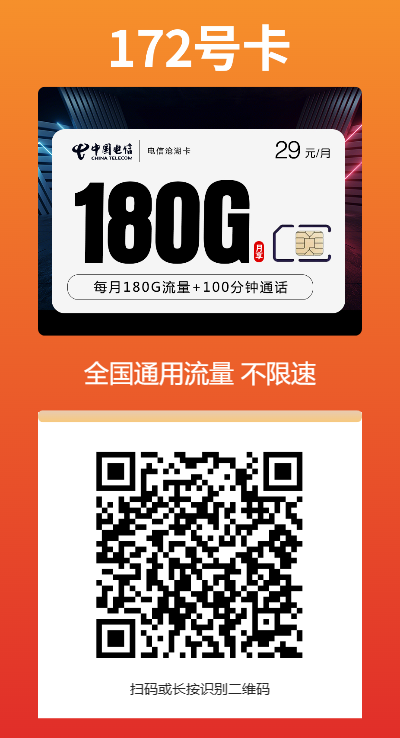 172号卡
中国电信
CHINA TELECOM
电信沧湖卡
29 元/月
180G
月享
每月180G流量+100分钟通话
全国通用流量 不限速
扫码或长按识别二维码